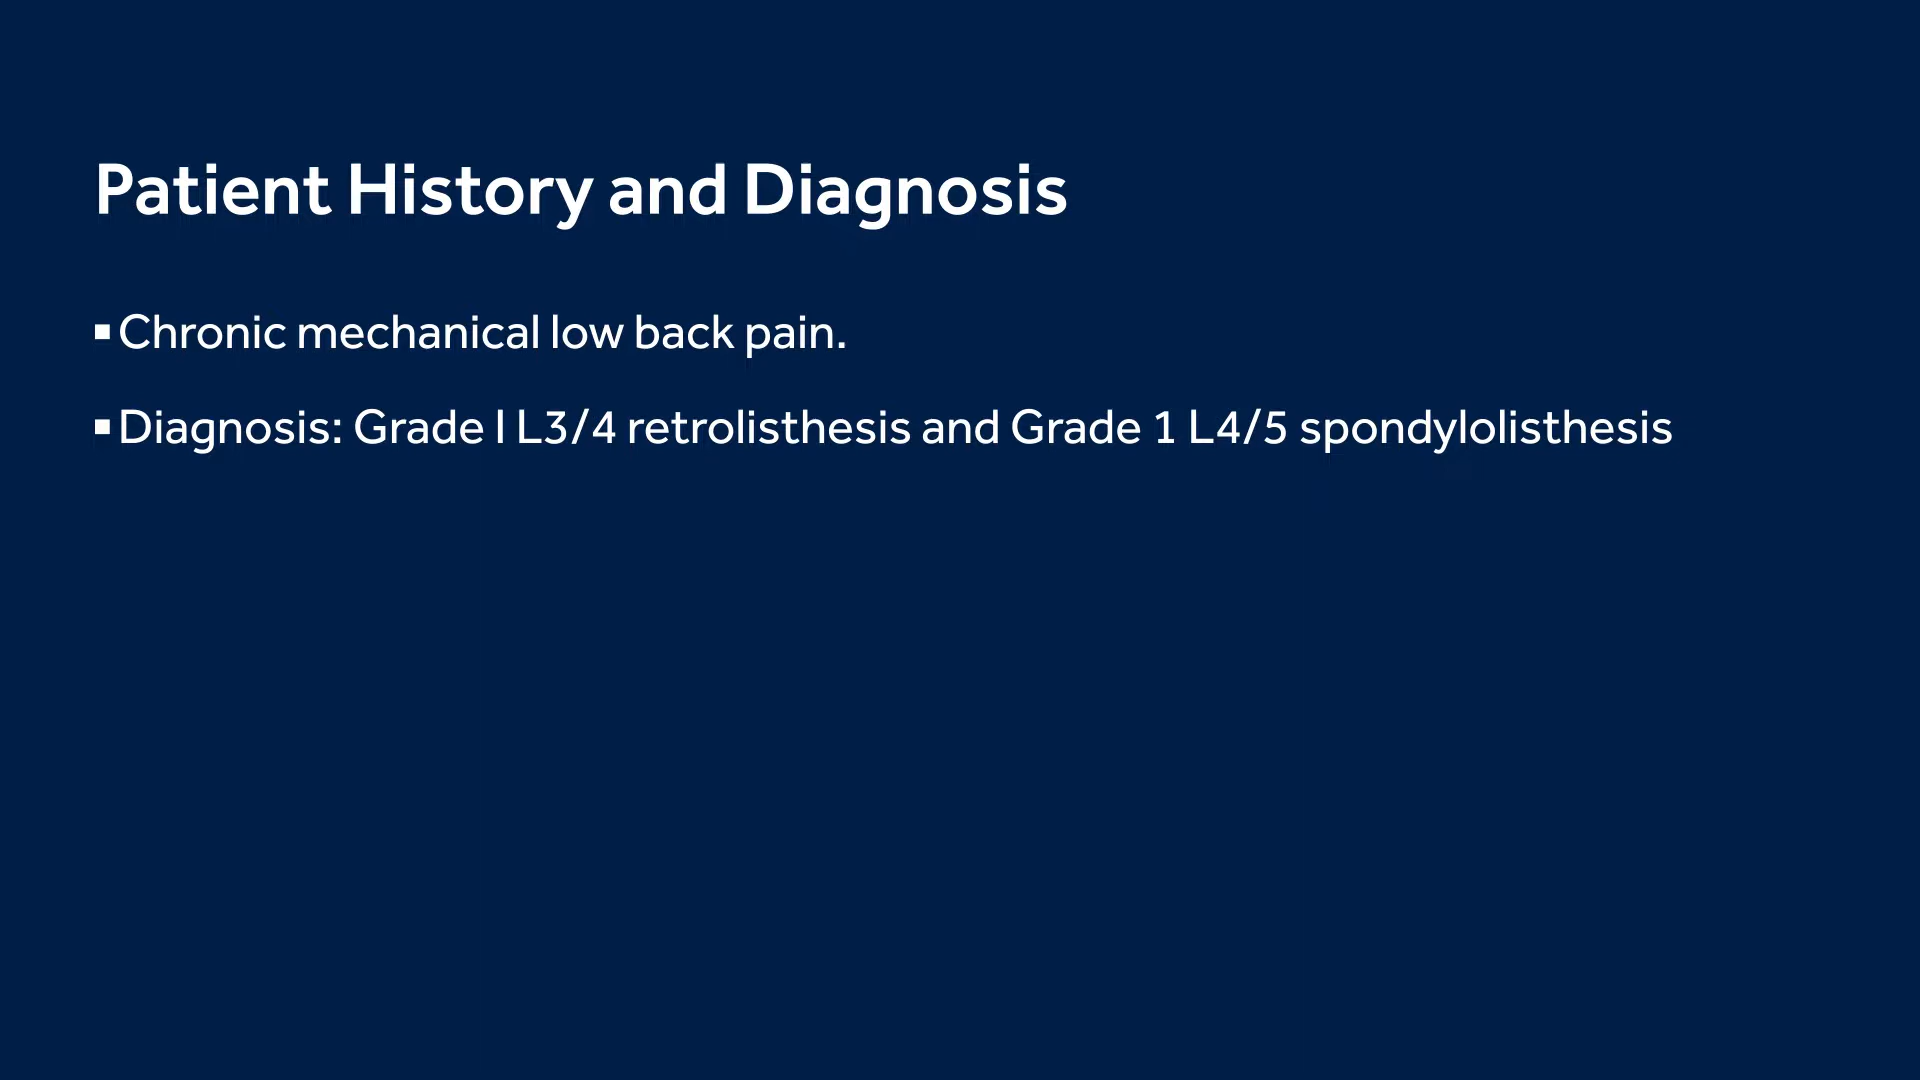 Patient History and Diagnosis
▪Chronic mechanical low back pain.
▪Diagnosis: Grade I L3/4 retrolisthesis and Grade 1 L4/5 spondylolisthesis